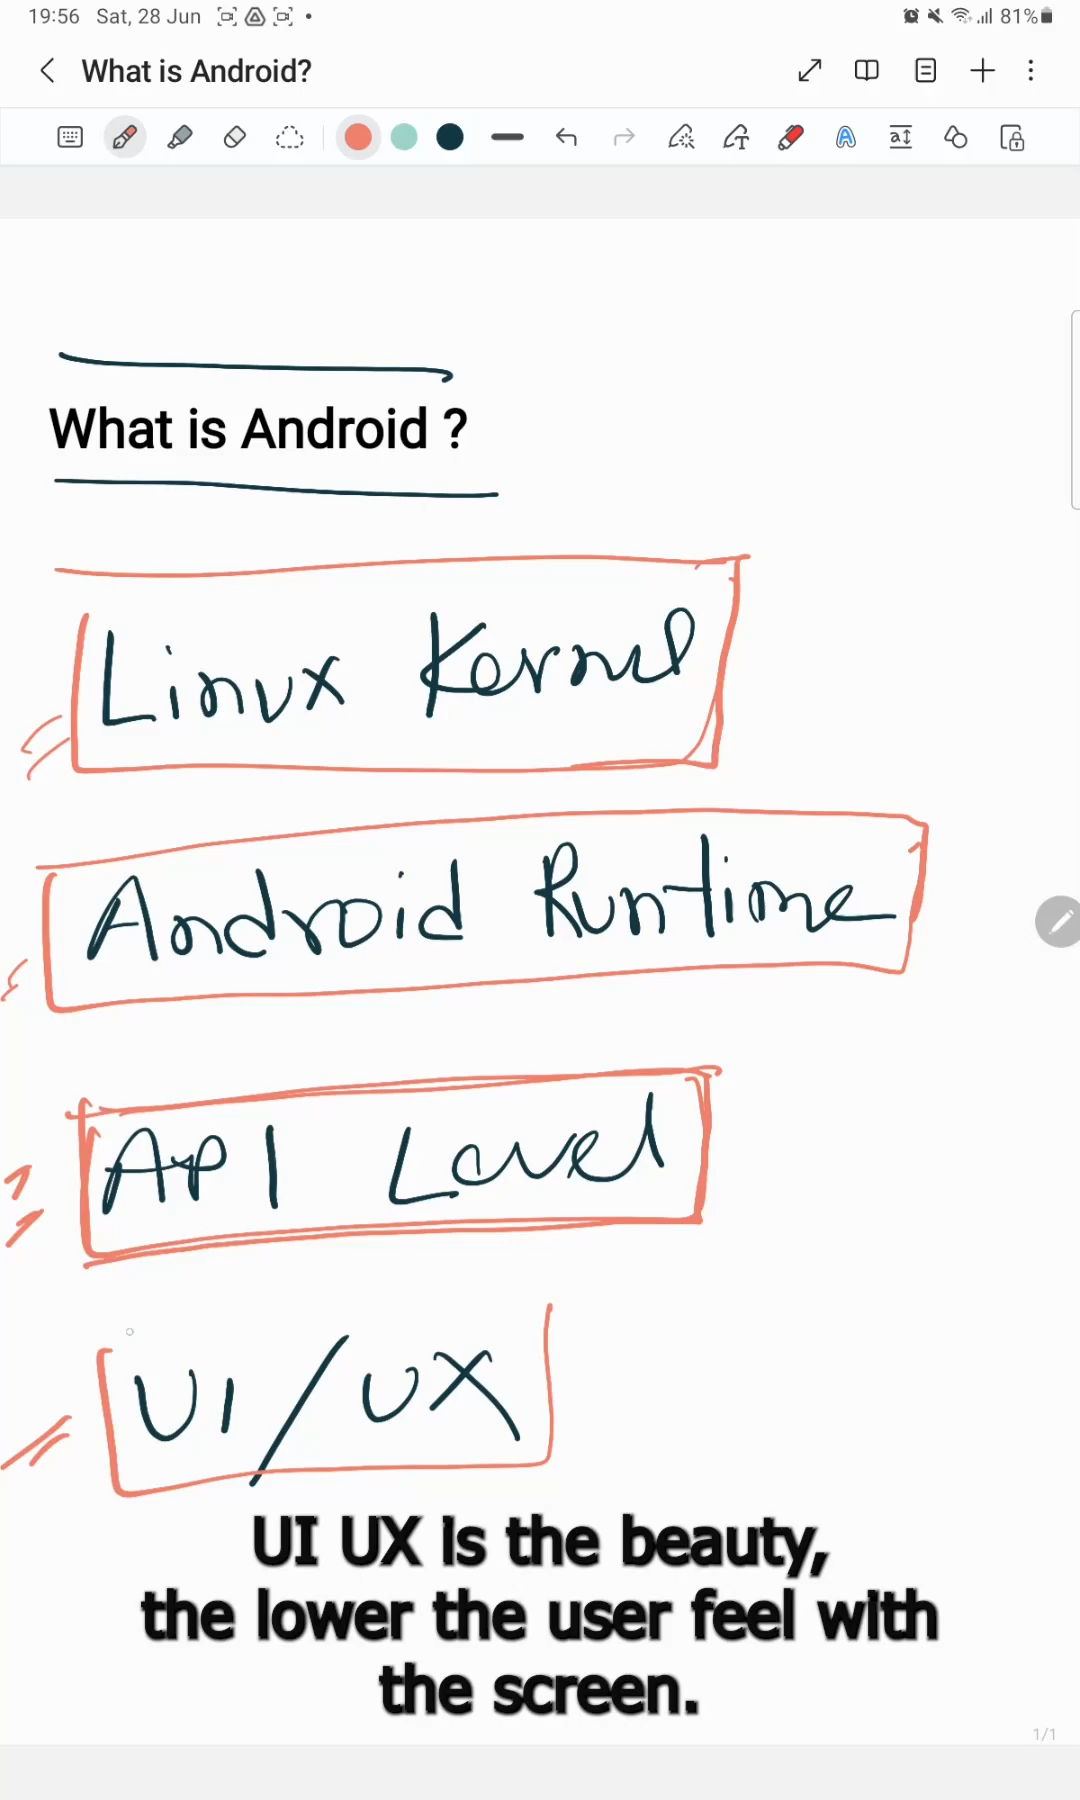 19:56 Sat, 28 Jun 81%
What is Android?
What is Android ?
Linux Kernel
Android Runtime
API Level
UI/UX
UI UX is the beauty,
the lower the user feel with
the screen.
1/1